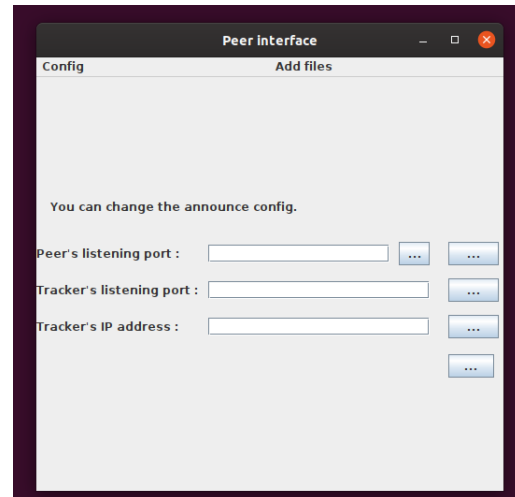 Peer interface
Config Add files
You can change the announce config.
Peer's listening port : ... ...
Tracker's listening port : ...
Tracker's IP address : ...
...